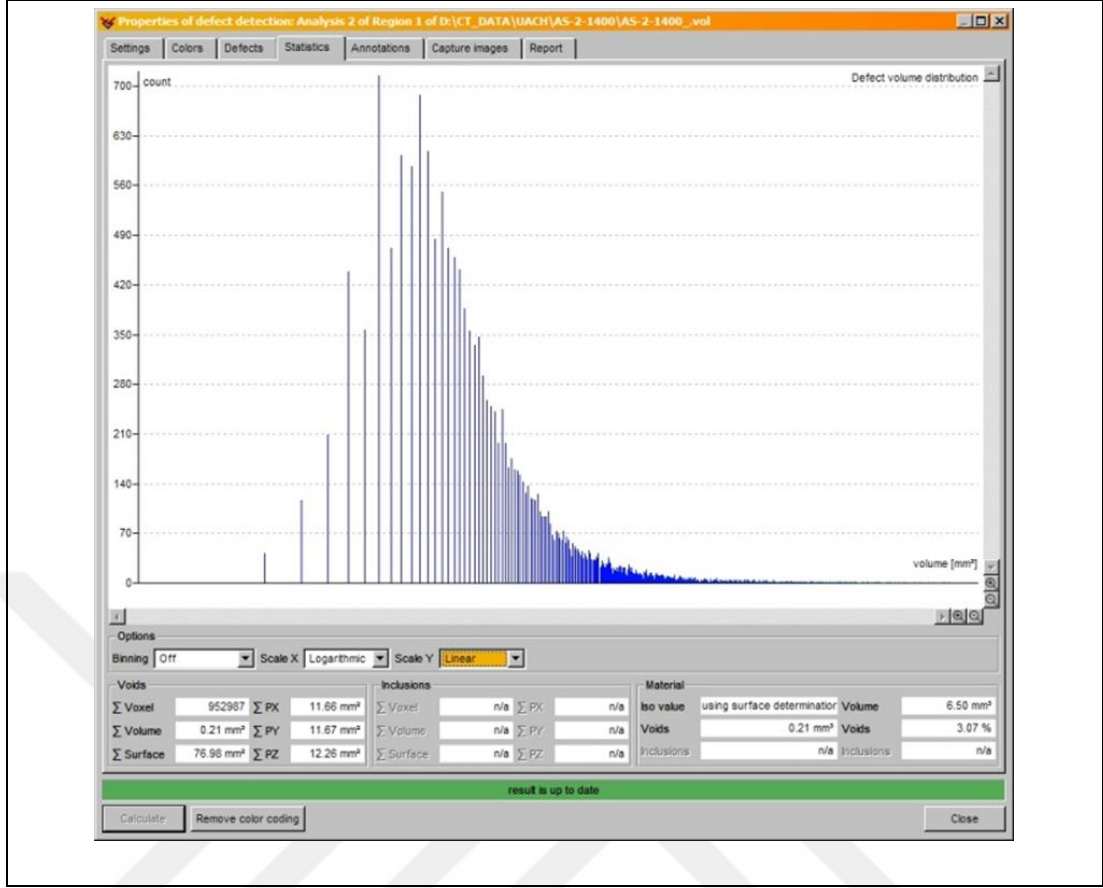 Properties of defect detection: Analysis 2 of Region 1 of D:\CT_DATA\UACH\AS-2-1400\AS-2-1400_.vol
Settings Colors Defects Statistics Annotations Capture images Report
count Defect volume distribution
700
630
560
490
420
350
280
210
140
70
volume [mm³]
0
Options
Binning Off Scale X Logarithmic Scale Y Linear
Voids Inclusions Material
Σ Voxel 952987 Σ PX 11.66 mm² Σ Voxel n/a Σ PX n/a Iso value using surface determination Volume 6.50 mm³
Σ Volume 0.21 mm³ Σ PY 11.67 mm² Σ Volume n/a Σ PY n/a Voids 0.21 mm³ Voids 3.07 %
Σ Surface 76.98 mm² Σ PZ 12.26 mm² Σ Surface n/a Σ PZ n/a Inclusions n/a Inclusions n/a
result is up to date
Calculate Remove color coding Close